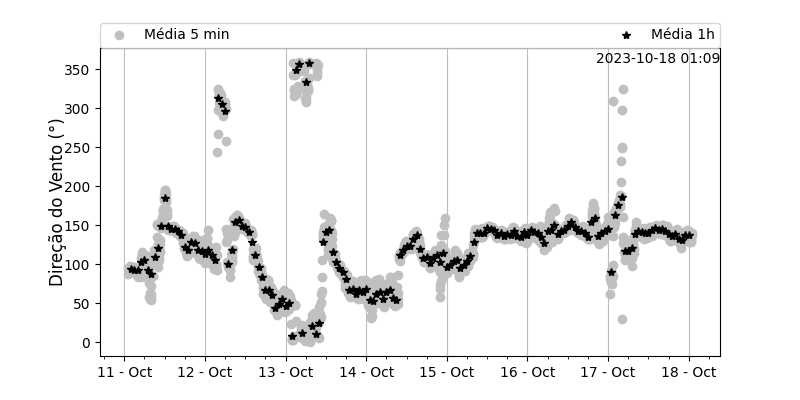 Média 5 min
Média 1h
2023-10-18 01:09
Direção do Vento (°)
350
300
250
200
150
100
50
0
11 - Oct
12 - Oct
13 - Oct
14 - Oct
15 - Oct
16 - Oct
17 - Oct
18 - Oct